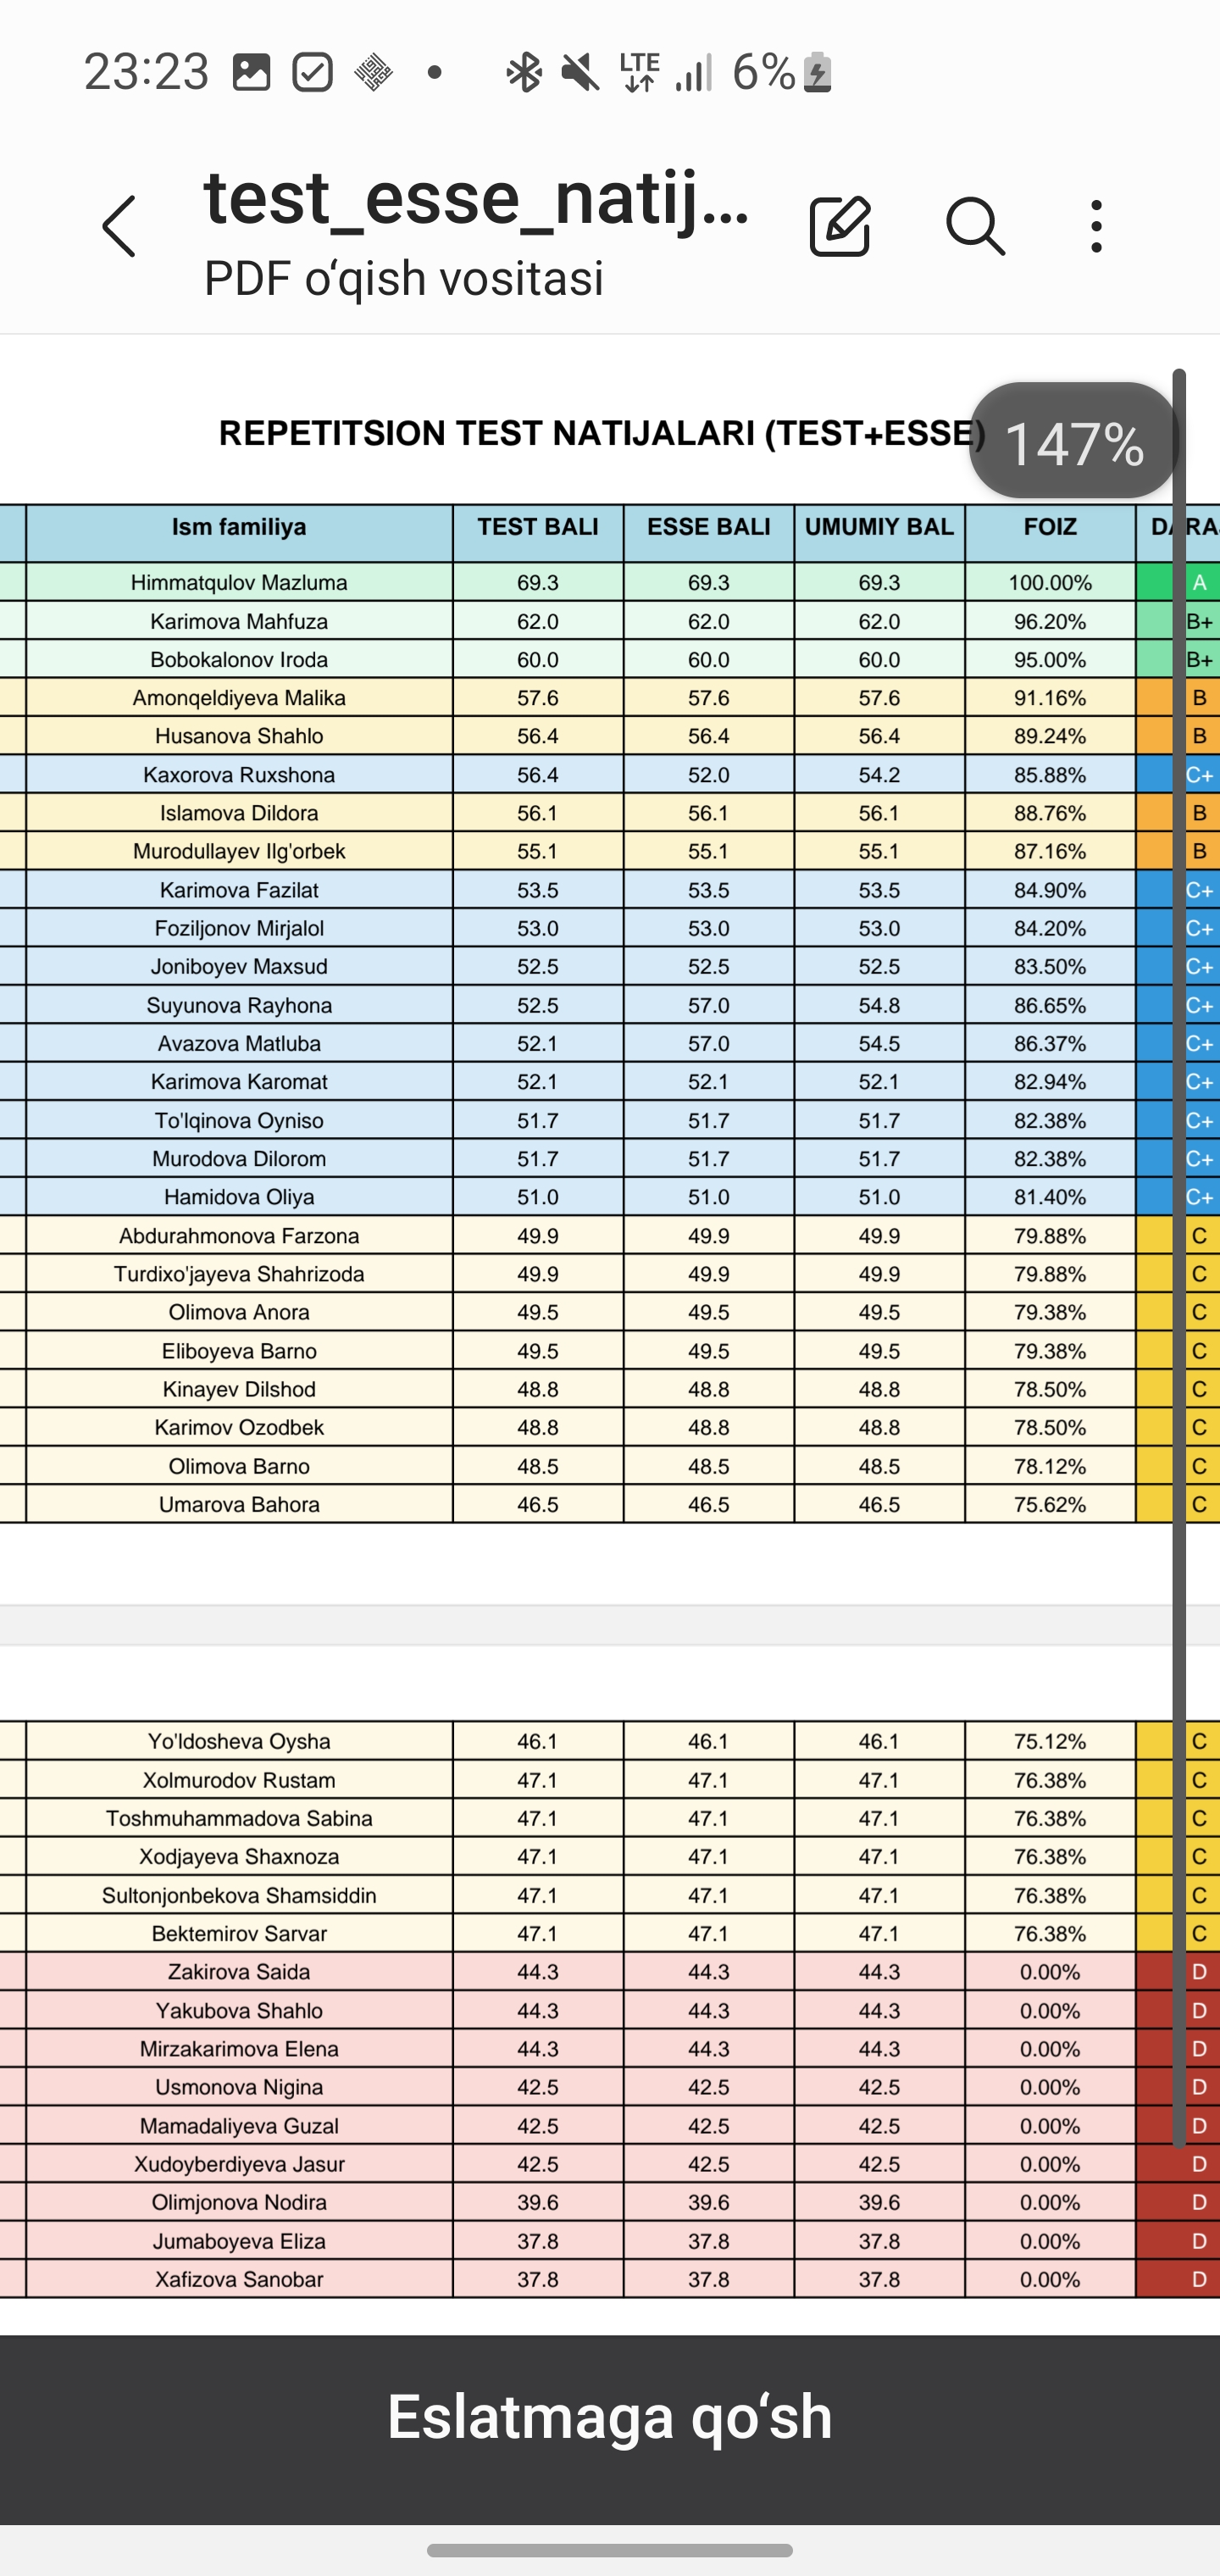 23:23 LTE 6%
test_esse_natij...
PDF o‘qish vositasi
147%
REPETITSION TEST NATIJALARI (TEST+ESSE)
Ism familiya TEST BALI ESSE BALI UMUMIY BAL FOIZ DARA
Himmatqulov Mazluma 69.3 69.3 69.3 100.00% A
Karimova Mahfuza 62.0 62.0 62.0 96.20% B+
Bobokalonov Iroda 60.0 60.0 60.0 95.00% B+
Amonqeldiyeva Malika 57.6 57.6 57.6 91.16% B
Husanova Shahlo 56.4 56.4 56.4 89.24% B
Kaxorova Ruxshona 56.4 52.0 54.2 85.88% C+
Islamova Dildora 56.1 56.1 56.1 88.76% B
Murodullayev Ilg'orbek 55.1 55.1 55.1 87.16% B
Karimova Fazilat 53.5 53.5 53.5 84.90% C+
Foziljonov Mirjalol 53.0 53.0 53.0 84.20% C+
Joniboyev Maxsud 52.5 52.5 52.5 83.50% C+
Suyunova Rayhona 52.5 57.0 54.8 86.65% C+
Avazova Matluba 52.1 57.0 54.5 86.37% C+
Karimova Karomat 52.1 52.1 52.1 82.94% C+
To'lqinova Oyniso 51.7 51.7 51.7 82.38% C+
Murodova Dilorom 51.7 51.7 51.7 82.38% C+
Hamidova Oliya 51.0 51.0 51.0 81.40% C+
Abdurahmonova Farzona 49.9 49.9 49.9 79.88% C
Turdixo'jayeva Shahrizoda 49.9 49.9 49.9 79.88% C
Olimova Anora 49.5 49.5 49.5 79.38% C
Eliboyeva Barno 49.5 49.5 49.5 79.38% C
Kinayev Dilshod 48.8 48.8 48.8 78.50% C
Karimov Ozodbek 48.8 48.8 48.8 78.50% C
Olimova Barno 48.5 48.5 48.5 78.12% C
Umarova Bahora 46.5 46.5 46.5 75.62% C
Yo'ldosheva Oysha 46.1 46.1 46.1 75.12% C
Xolmurodov Rustam 47.1 47.1 47.1 76.38% C
Toshmuhammadova Sabina 47.1 47.1 47.1 76.38% C
Xodjayeva Shaxnoza 47.1 47.1 47.1 76.38% C
Sultonjonbekova Shamsiddin 47.1 47.1 47.1 76.38% C
Bektemirov Sarvar 47.1 47.1 47.1 76.38% C
Zakirova Saida 44.3 44.3 44.3 0.00% D
Yakubova Shahlo 44.3 44.3 44.3 0.00% D
Mirzakarimova Elena 44.3 44.3 44.3 0.00% D
Usmonova Nigina 42.5 42.5 42.5 0.00% D
Mamadaliyeva Guzal 42.5 42.5 42.5 0.00% D
Xudoyberdiyeva Jasur 42.5 42.5 42.5 0.00% D
Olimjonova Nodira 39.6 39.6 39.6 0.00% D
Jumaboyeva Eliza 37.8 37.8 37.8 0.00% D
Xafizova Sanobar 37.8 37.8 37.8 0.00% D
Eslatmaga qo‘sh